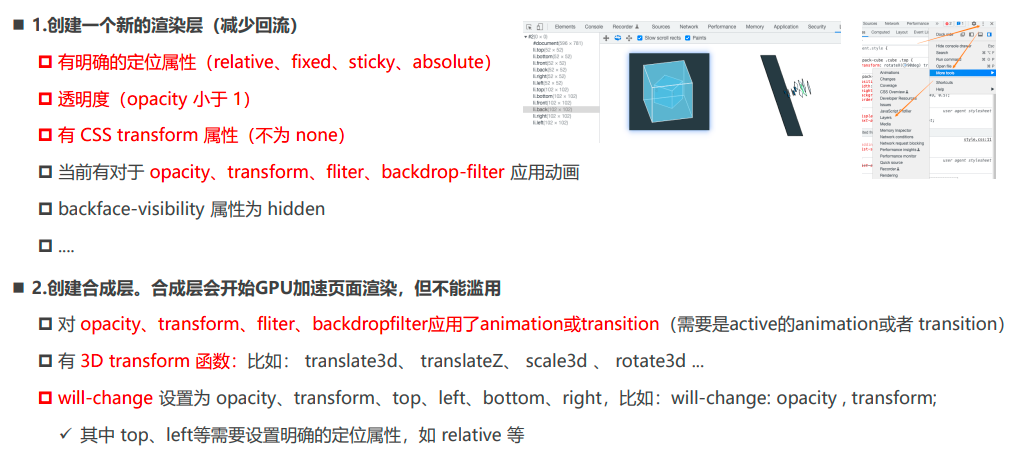 1.创建一个新的渲染层（减少回流）
有明确的定位属性（relative、fixed、sticky、absolute）
透明度（opacity 小于 1）
有 CSS transform 属性（不为 none）
当前有对于 opacity、transform、fliter、backdrop-filter 应用动画
backface-visibility 属性为 hidden
....
Elements Console Recorder Sources Network Performance Memory Application Security
#document(596 × 781)
li.top(52 × 52)
li.bottom(52 × 52)
li.front(52 × 52)
li.back(52 × 52)
li.right(52 × 52)
li.left(52 × 52)
li.top(102 × 102)
li.bottom(102 × 102)
li.front(102 × 102)
li.back(102 × 102)
li.right(102 × 102)
li.left(102 × 102)
Slow scroll rects Paints
Sources Network Performance
Computed Layout Event Li
Dock side
Hide console drawer Esc
Search
Run command
Open file
More tools
Shortcuts
Help
Animations
Changes
Coverage
CSS Overview
Developer Resources
Issues
JavaScript Profiler
Layers
Media
Memory Inspector
Network conditions
Network request blocking
Performance insights
Performance monitor
Quick source
Recorder
Rendering
user agent stylesheet
style.css:11
user agent stylesheet
2.创建合成层。合成层会开始GPU加速页面渲染，但不能滥用
对 opacity、transform、fliter、backdropfilter应用了animation或transition（需要是active的animation或者 transition）
有 3D transform 函数：比如： translate3d、 translateZ、 scale3d 、 rotate3d ...
will-change 设置为 opacity、transform、top、left、bottom、right，比如：will-change: opacity , transform;
其中 top、left等需要设置明确的定位属性，如 relative 等